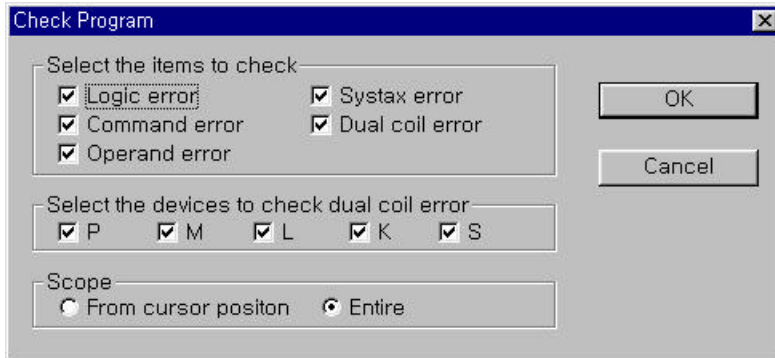 Check Program
Select the items to check
Logic error Systax error
Command error Dual coil error
Operand error
OK
Cancel
Select the devices to check dual coil error
P M L K S
Scope
From cursor positon Entire